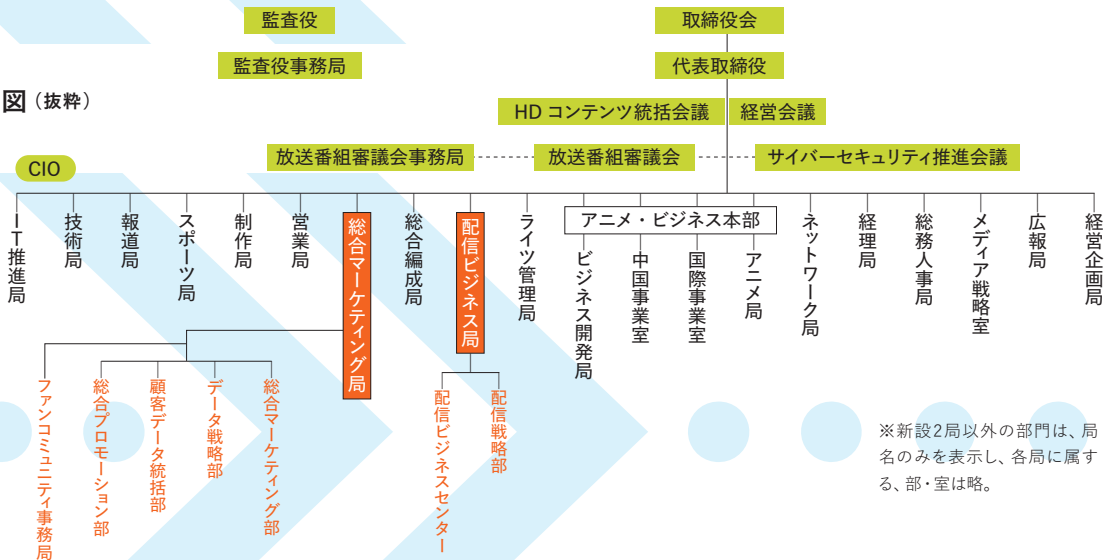 監査役
取締役会
監査役事務局
代表取締役
図（抜粋）
HD コンテンツ統括会議
経営会議
CIO
放送番組審議会事務局
放送番組審議会
サイバーセキュリティ推進会議
IT推進局
技術局
報道局
スポーツ局
制作局
営業局
総合マーケティング局
総合編成局
配信ビジネス局
ライツ管理局
アニメ・ビジネス本部
ビジネス開発局
中国事業室
国際事業室
アニメ局
ネットワーク局
経理局
総務人事局
メディア戦略室
広報局
経営企画局
ファンコミュニティ事務局
総合プロモーション部
顧客データ統括部
データ戦略部
総合マーケティング部
配信ビジネスセンター
配信戦略部
※新設2局以外の部門は、局
名のみを表示し、各局に属す
る、部・室は略。